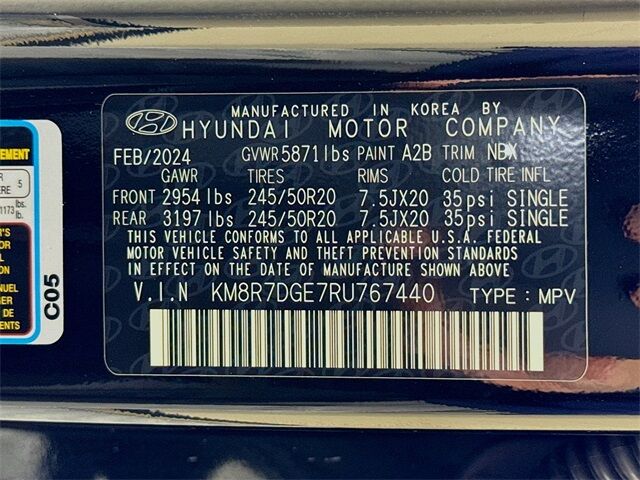 MANUFACTURED IN KOREA BY
HYUNDAI MOTOR COMPANY
FEB/2024 GVWR 5871lbs PAINT A2B TRIM NBX
GAWR TIRES RIMS COLD TIRE INFL
FRONT 2954 lbs 245/50R20 7.5JX20 35psi SINGLE
REAR 3197 lbs 245/50R20 7.5JX20 35psi SINGLE
THIS VEHICLE CONFORMS TO ALL APPLICABLE U.S.A. FEDERAL
MOTOR VEHICLE SAFETY AND THEFT PREVENTION STANDARDS
IN EFFECT ON THE DATE OF MANUFACTURE SHOWN ABOVE.
V.I.N KM8R7DGE7RU767440 TYPE : MPV
5
1173 lbs.
C05